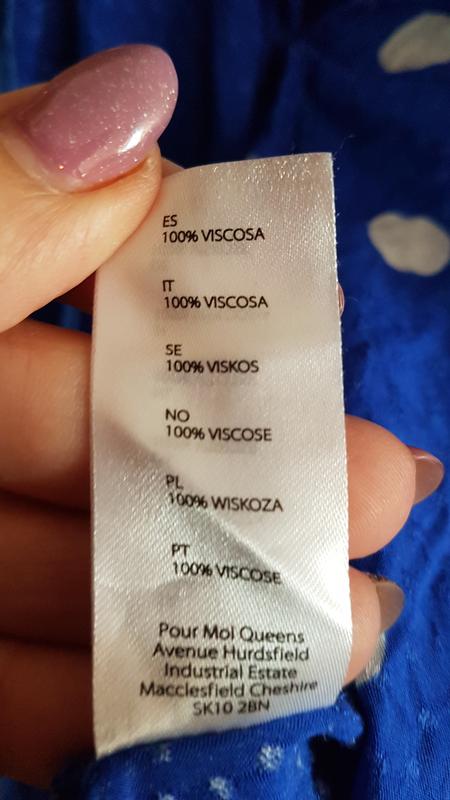 ES
100% VISCOSA
IT
100% VISCOSA
SE
100% VISKOS
NO
100% VISCOSE
PL
100% WISKOZA
PT
100% VISCOSE
Pour Moi Queens
Avenue Hurdsfield
Industrial Estate
Macclesfield Cheshire
SK10 2BN